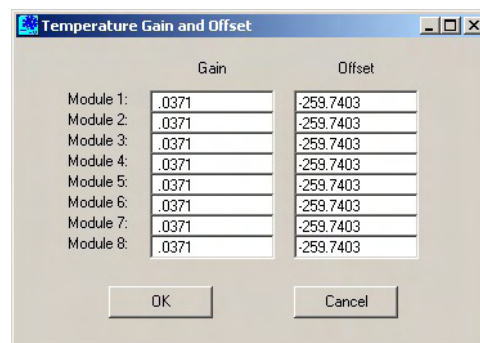 Temperature Gain and Offset
Gain Offset
Module 1: .0371 -259.7403
Module 2: .0371 -259.7403
Module 3: .0371 -259.7403
Module 4: .0371 -259.7403
Module 5: .0371 -259.7403
Module 6: .0371 -259.7403
Module 7: .0371 -259.7403
Module 8: .0371 -259.7403
OK Cancel